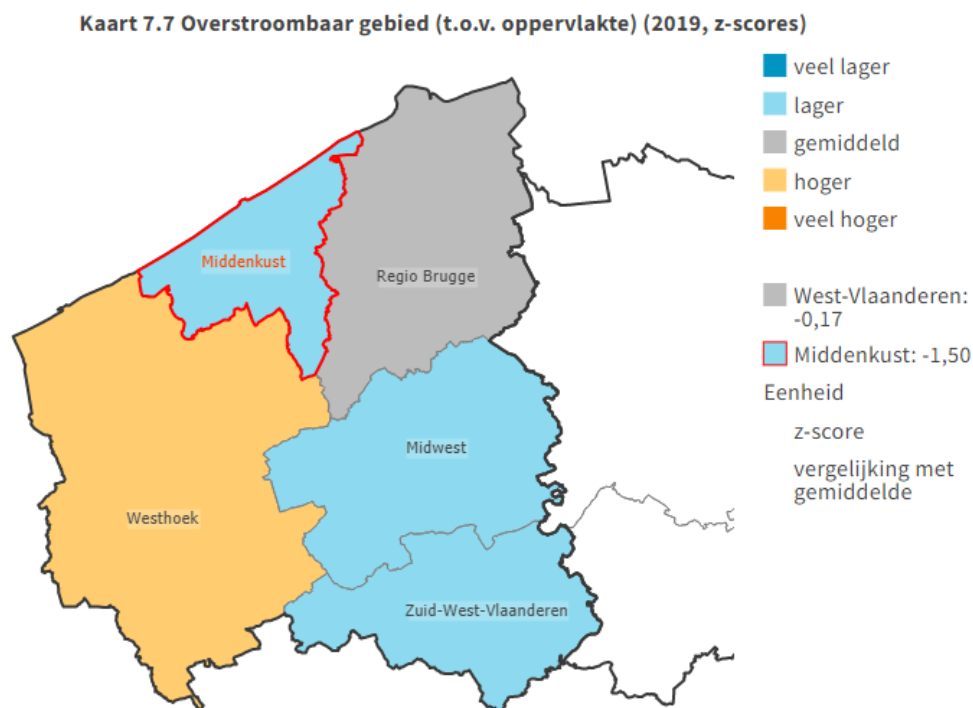 Kaart 7.7 Overstroombaar gebied (t.o.v. oppervlakte) (2019, z-scores)
veel lager
lager
gemiddeld
hoger
veel hoger
West-Vlaanderen:
-0,17
Middenkust: -1,50
Eenheid
z-score
vergelijking met
gemiddelde
Middenkust
Regio Brugge
Midwest
Westhoek
Zuid-West-Vlaanderen